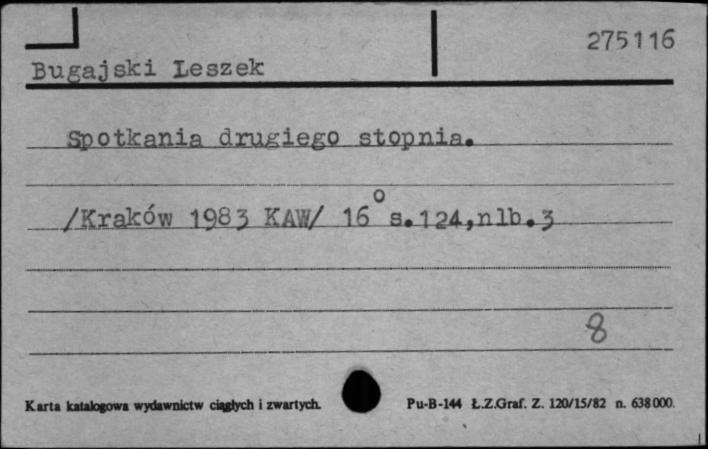 275116
Bugajski Leszek
Spotkania drugiego stopnia.
/Kraków 1983 KAW/ 16° s.124,nlb.3
8
Karta katalogowa wydawnictw ciągłych i zwartych. Pu-B-144 Ł.Z.Graf. Z. 120/15/82 n. 638000.